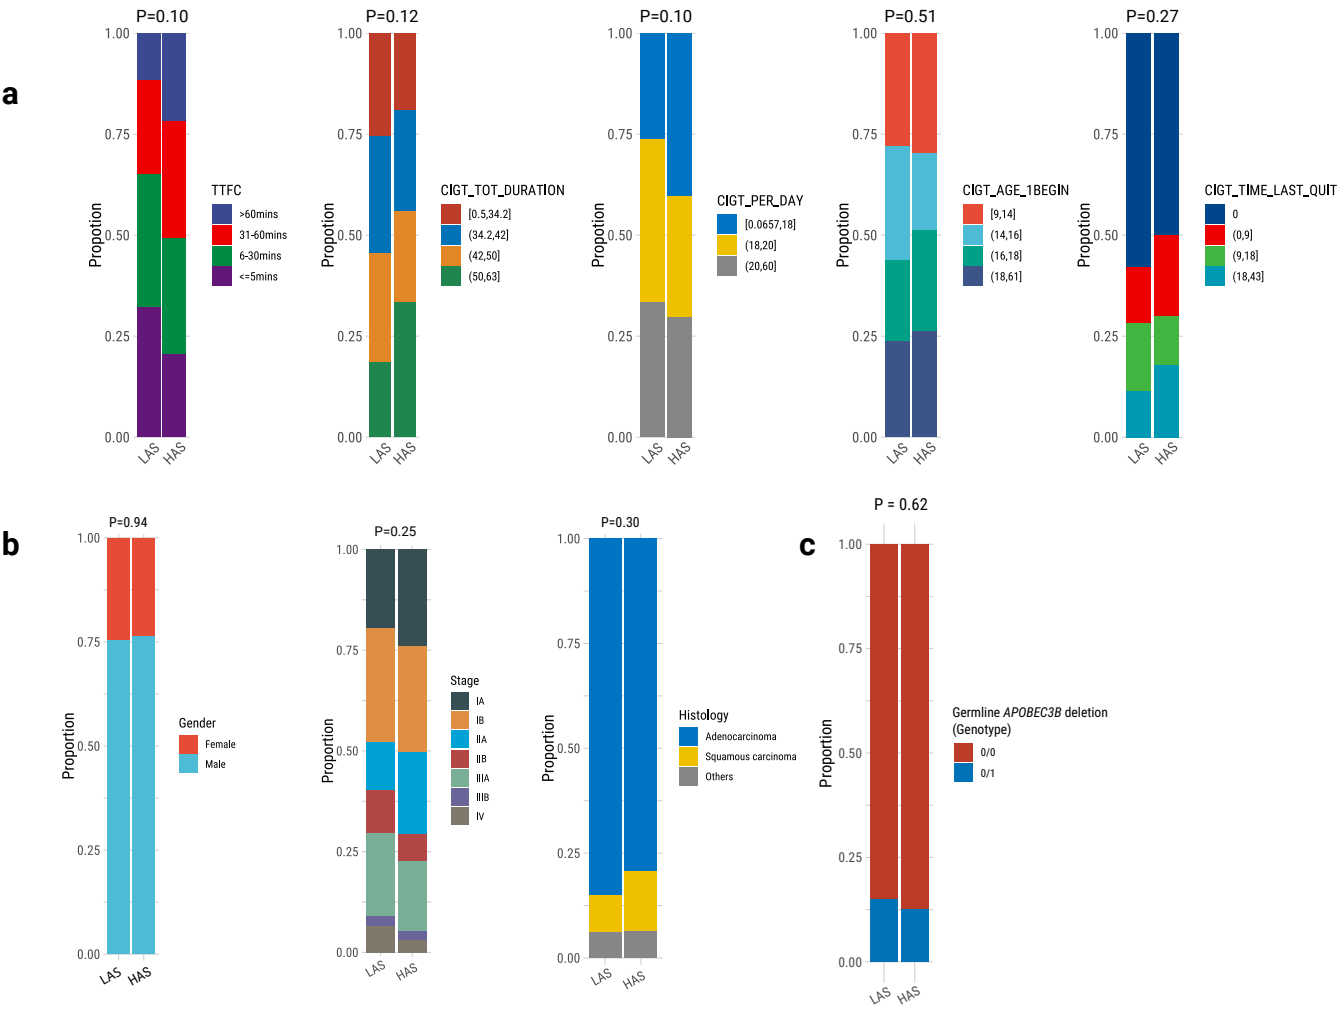 a
P=0.10
1.00
0.75
0.50
0.25
0.00
Propotion
LAS
HAS
TTFC
>60mins
31-60mins
6-30mins
<=5mins
P=0.12
1.00
0.75
0.50
0.25
0.00
Propotion
LAS
HAS
CIGT_TOT_DURATION
[0.5,34.2]
(34.2,42]
(42,50]
(50,63]
P=0.10
1.00
0.75
0.50
0.25
0.00
Propotion
LAS
HAS
CIGT_PER_DAY
[0.0657,18]
(18,20]
(20,60]
P=0.51
1.00
0.75
0.50
0.25
0.00
Propotion
LAS
HAS
CIGT_AGE_1BEGIN
[9,14]
(14,16]
(16,18]
(18,61]
P=0.27
1.00
0.75
0.50
0.25
0.00
Propotion
LAS
HAS
CIGT_TIME_LAST_QUIT
0
(0,9]
(9,18]
(18,43]
b
P=0.94
1.00
0.75
0.50
0.25
0.00
Proportion
LAS
HAS
Gender
Female
Male
P=0.25
1.00
0.75
0.50
0.25
0.00
Proportion
LAS
HAS
Stage
IA
IB
IIA
IIB
IIIA
IIIB
IV
P=0.30
1.00
0.75
0.50
0.25
0.00
Proportion
LAS
HAS
Histology
Adenocarcinoma
Squamous carcinoma
Others
c
P = 0.62
1.00
0.75
0.50
0.25
0.00
Proportion
LAS
HAS
Germline APOBEC3B deletion
(Genotype)
0/0
0/1